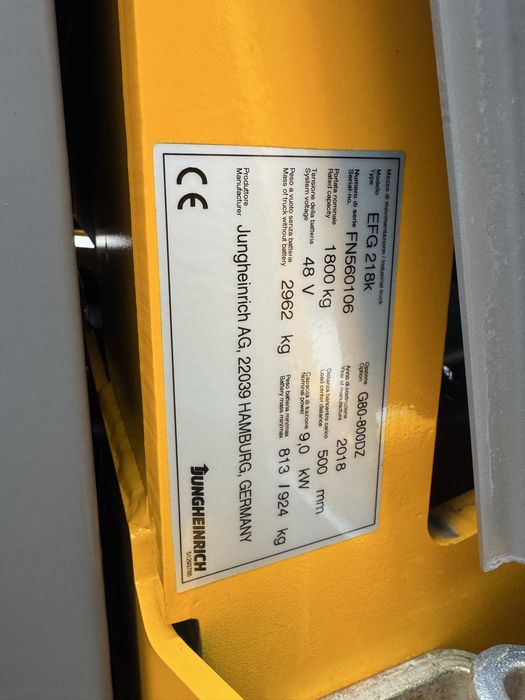 Mezzo di movimentazione / Industrial truck
Modello
Type EFG 218k
Opzione
Option G80-800DZ
Numero di serie
Serial no. FN560106
Anno di costruzione
Year of manufacture 2018
Portata nominale
Rated capacity 1800 kg
Distanza baricentro carico
Load center distance 500 mm
Tensione della batteria
System voltage 48 V
Capacità di trazione
Nominal power 9,0 kW
Peso a vuoto senza batteria
Mass of truck without battery 2962 kg
Peso batteria min/max
Battery mass min/max 813 / 924 kg
Produttore
Manufacturer Jungheinrich AG, 22039 HAMBURG, GERMANY
CE
JUNGHEINRICH